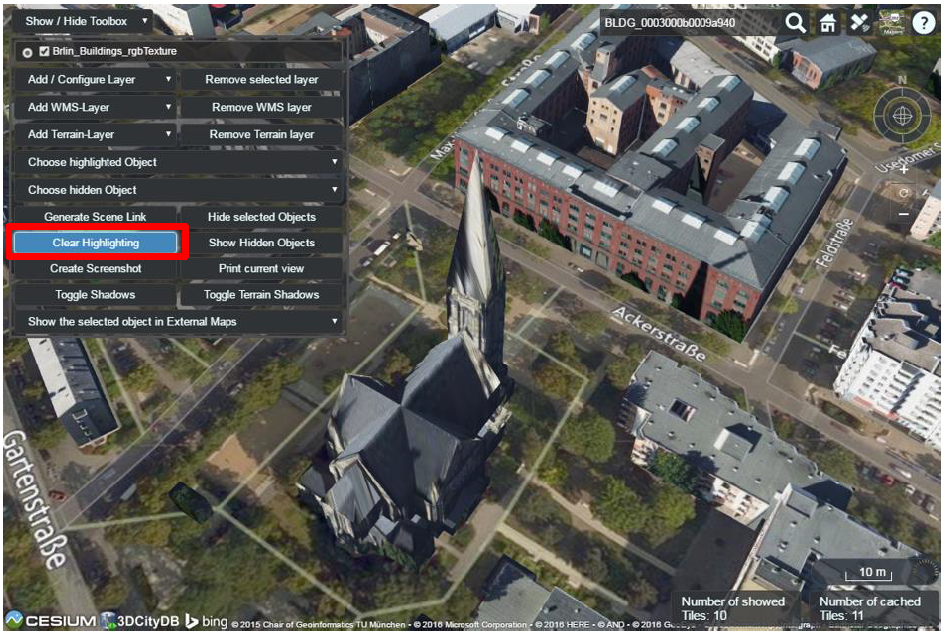 Show / Hide Toolbox
BLDG_0003000b0009a940
Brlin_Buildings_rgbTexture
Add / Configure Layer
Remove selected layer
Add WMS-Layer
Remove WMS layer
Add Terrain-Layer
Remove Terrain layer
Choose highlighted Object
Choose hidden Object
Generate Scene Link
Hide selected Objects
Clear Highlighting
Show Hidden Objects
Create Screenshot
Print current view
Toggle Shadows
Toggle Terrain Shadows
Show the selected object in External Maps
N
Feldstraße
Ackerstraße
Gartenstraße
10 m
Number of showed
Tiles: 10
Number of cached
Tiles: 11
CESIUM 3DCityDB bing © 2015 Chair of Geoinformatics TU München • © 2016 Microsoft Corporation • © 2016 HERE • © AND • © 2016